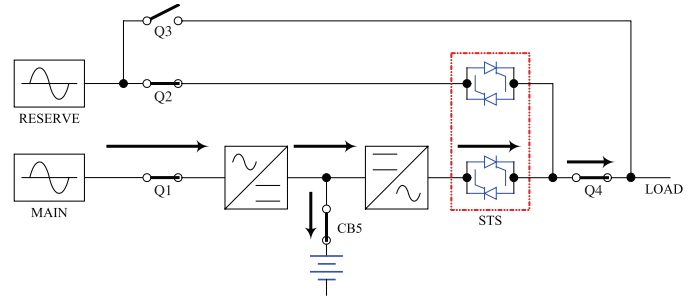 Q3
Q2
RESERVE
Q1
MAIN
CB5
STS
Q4
LOAD